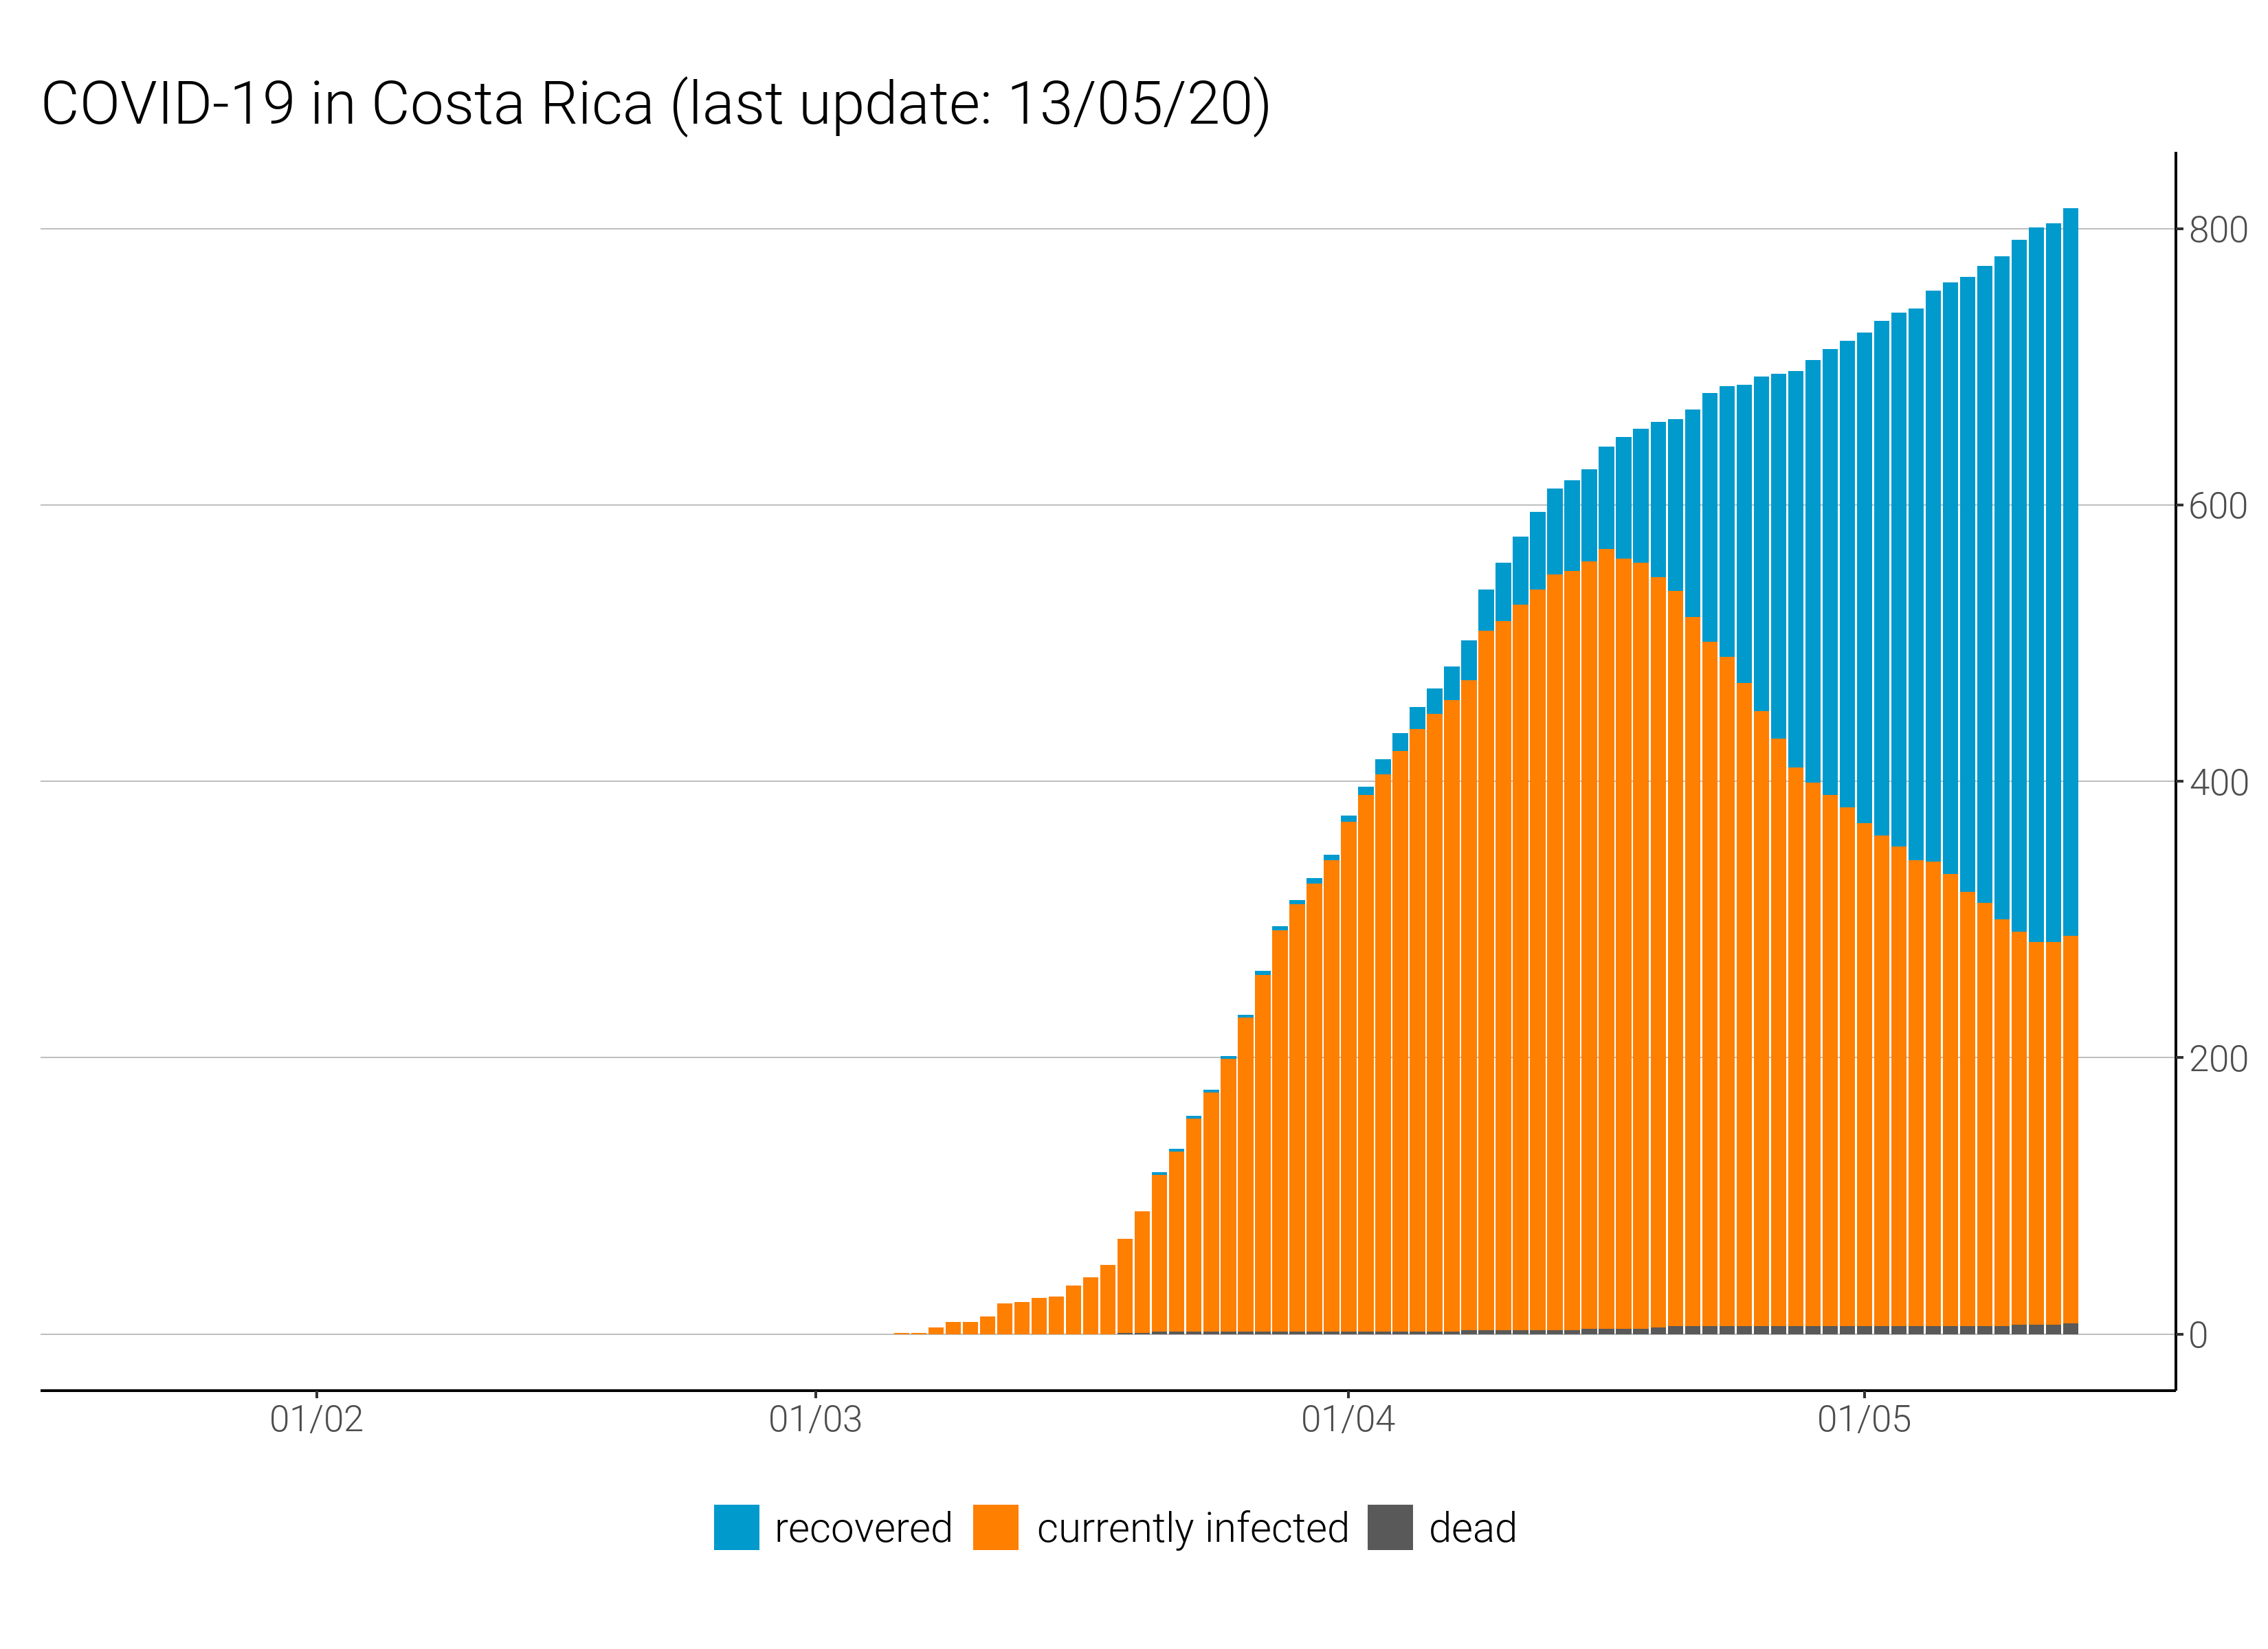 COVID-19 in Costa Rica (last update: 13/05/20)
800
600
400
200
0
01/02 01/03 01/04 01/05
recovered currently infected dead